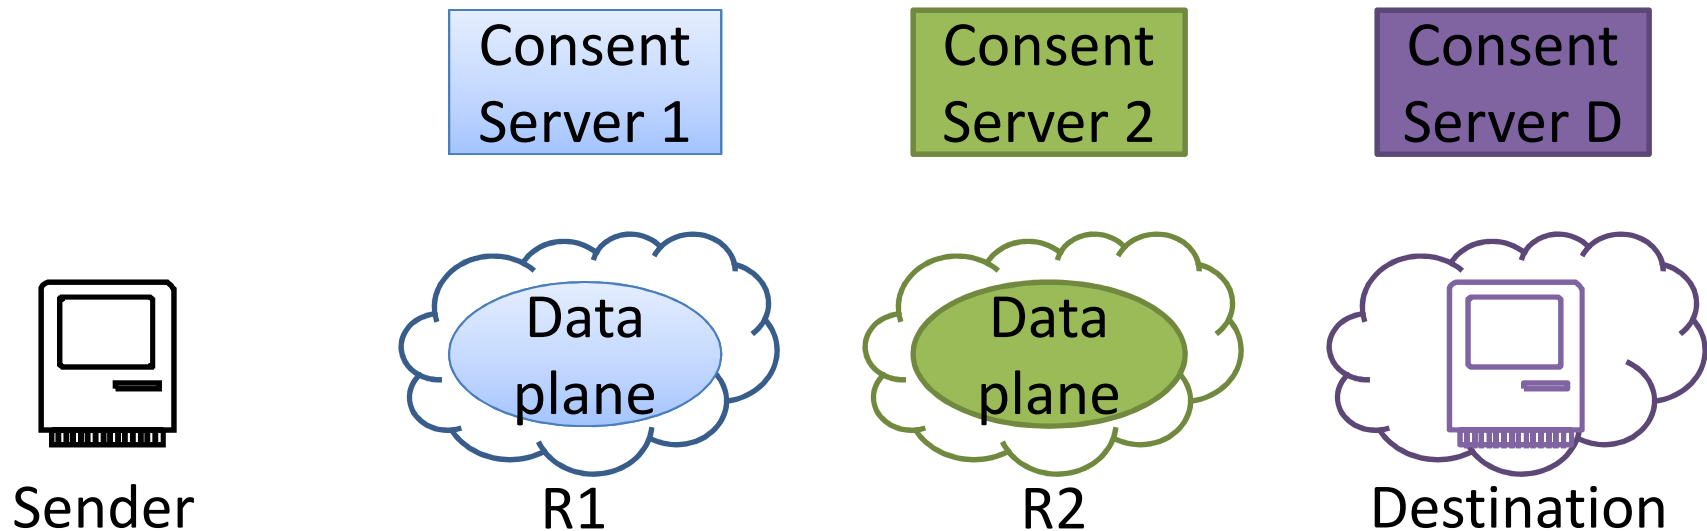 Consent
Server 1
Consent
Server 2
Consent
Server D
Data
plane
Data
plane
Sender
R1
R2
Destination